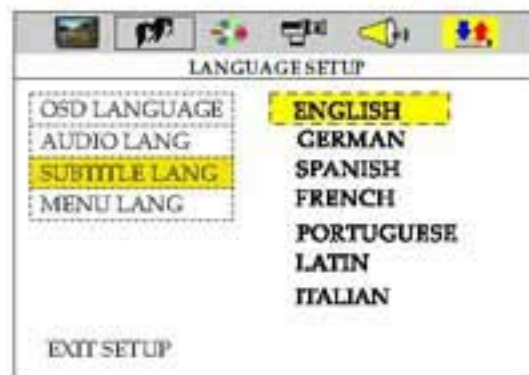 LANGUAGE SETUP
OSD LANGUAGE
AUDIO LANG
SUBTITLE LANG
MENU LANG
EXIT SETUP
ENGLISH
GERMAN
SPANISH
FRENCH
PORTUGUESE
LATIN
ITALIAN